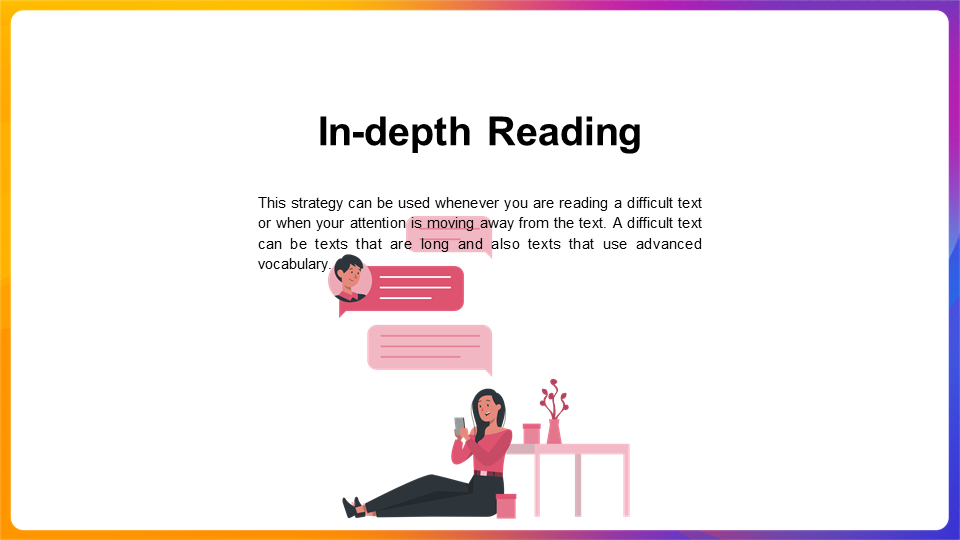 In-depth Reading
This strategy can be used whenever you are reading a difficult text
or when your attention is moving away from the text. A difficult text
can be texts that are long and also texts that use advanced
vocabulary.